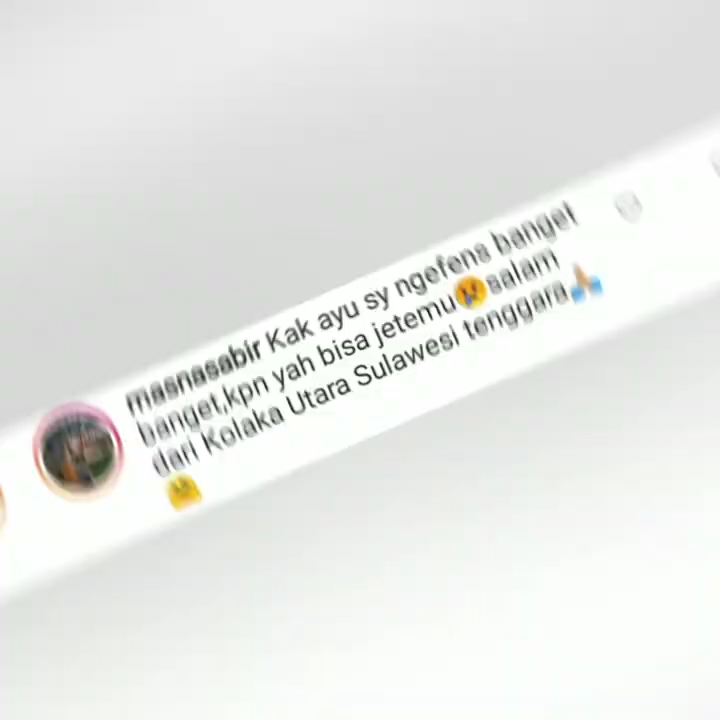 masnasabir Kak ayu sy ngefens banget
banget,kpn yah bisa jetemu😢salam
dari Kolaka Utara Sulawesi tenggara🙏